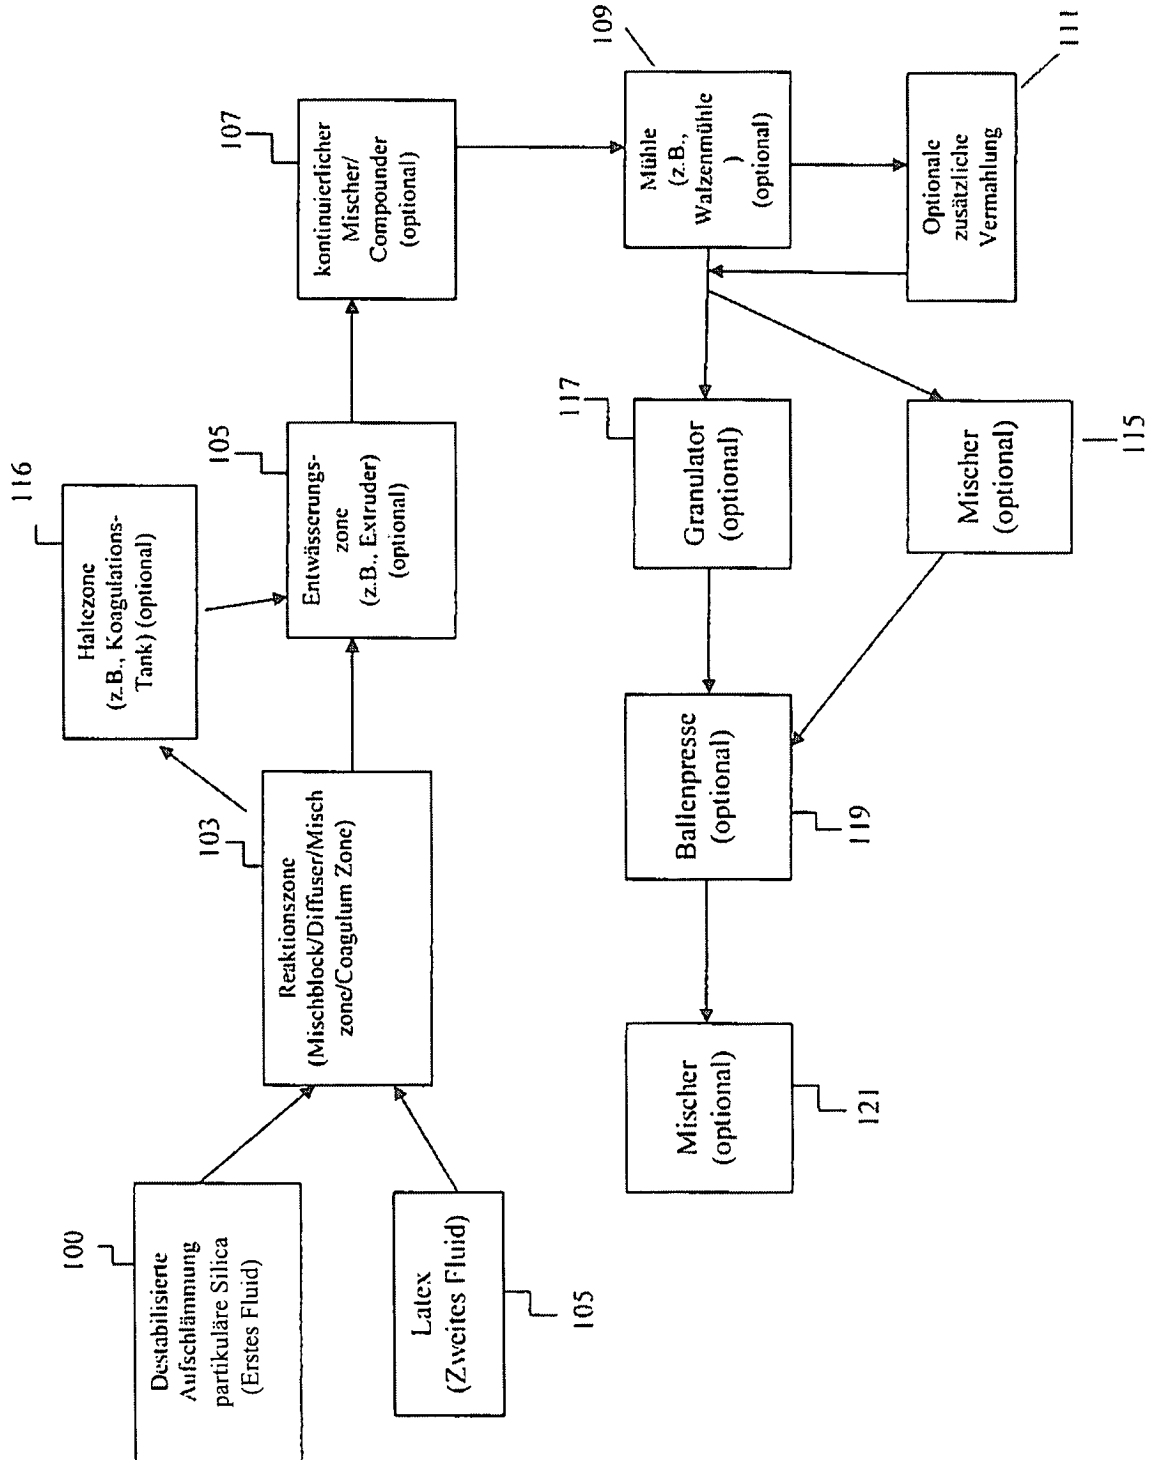 100
Destabilisierte
Aufschlämmung
partikuläre Silica
(Erstes Fluid)
Latex
(Zweites Fluid)
105
103
Reaktionszone
(Mischblock/Diffuser/Misch
zone/Coagulum Zone)
116
Haltezone
(z.B., Koagulations-
Tank) (optional)
105
Entwässerungs-
zone
(z.B., Extruder)
(optional)
107
kontinuierlicher
Mischer/
Compounder
(optional)
109
Mühle
(z.B.,
Walzenmühle
)
(optional)
111
Optionale
zusätzliche
Vermahlung
117
Granulator
(optional)
Mischer
(optional)
115
Ballenpresse
(optional)
119
Mischer
(optional)
121